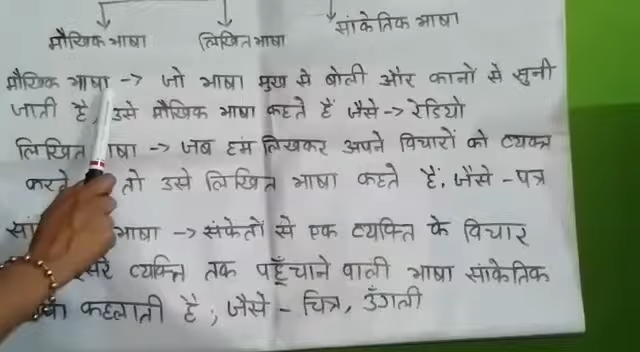 मौखिक भाषा लिखित भाषा सांकेतिक भाषा
मौखिक भाषा -> जो भाषा मुख से बोली और कानों से सुनी
जाती है, उसे मौखिक भाषा कहते हैं जैसे -> रेडियो
लिखित भाषा -> जब हम लिखकर अपने विचारों को व्यक्त
करते तो उसे लिखित भाषा कहते हैं, जैसे - पत्र
भाषा -> संकेतों से एक व्यक्ति के विचार
व्यक्ति तक पहुँचाने वाली भाषा सांकेतिक
कहलाती है; जैसे - चित्र, उँगली